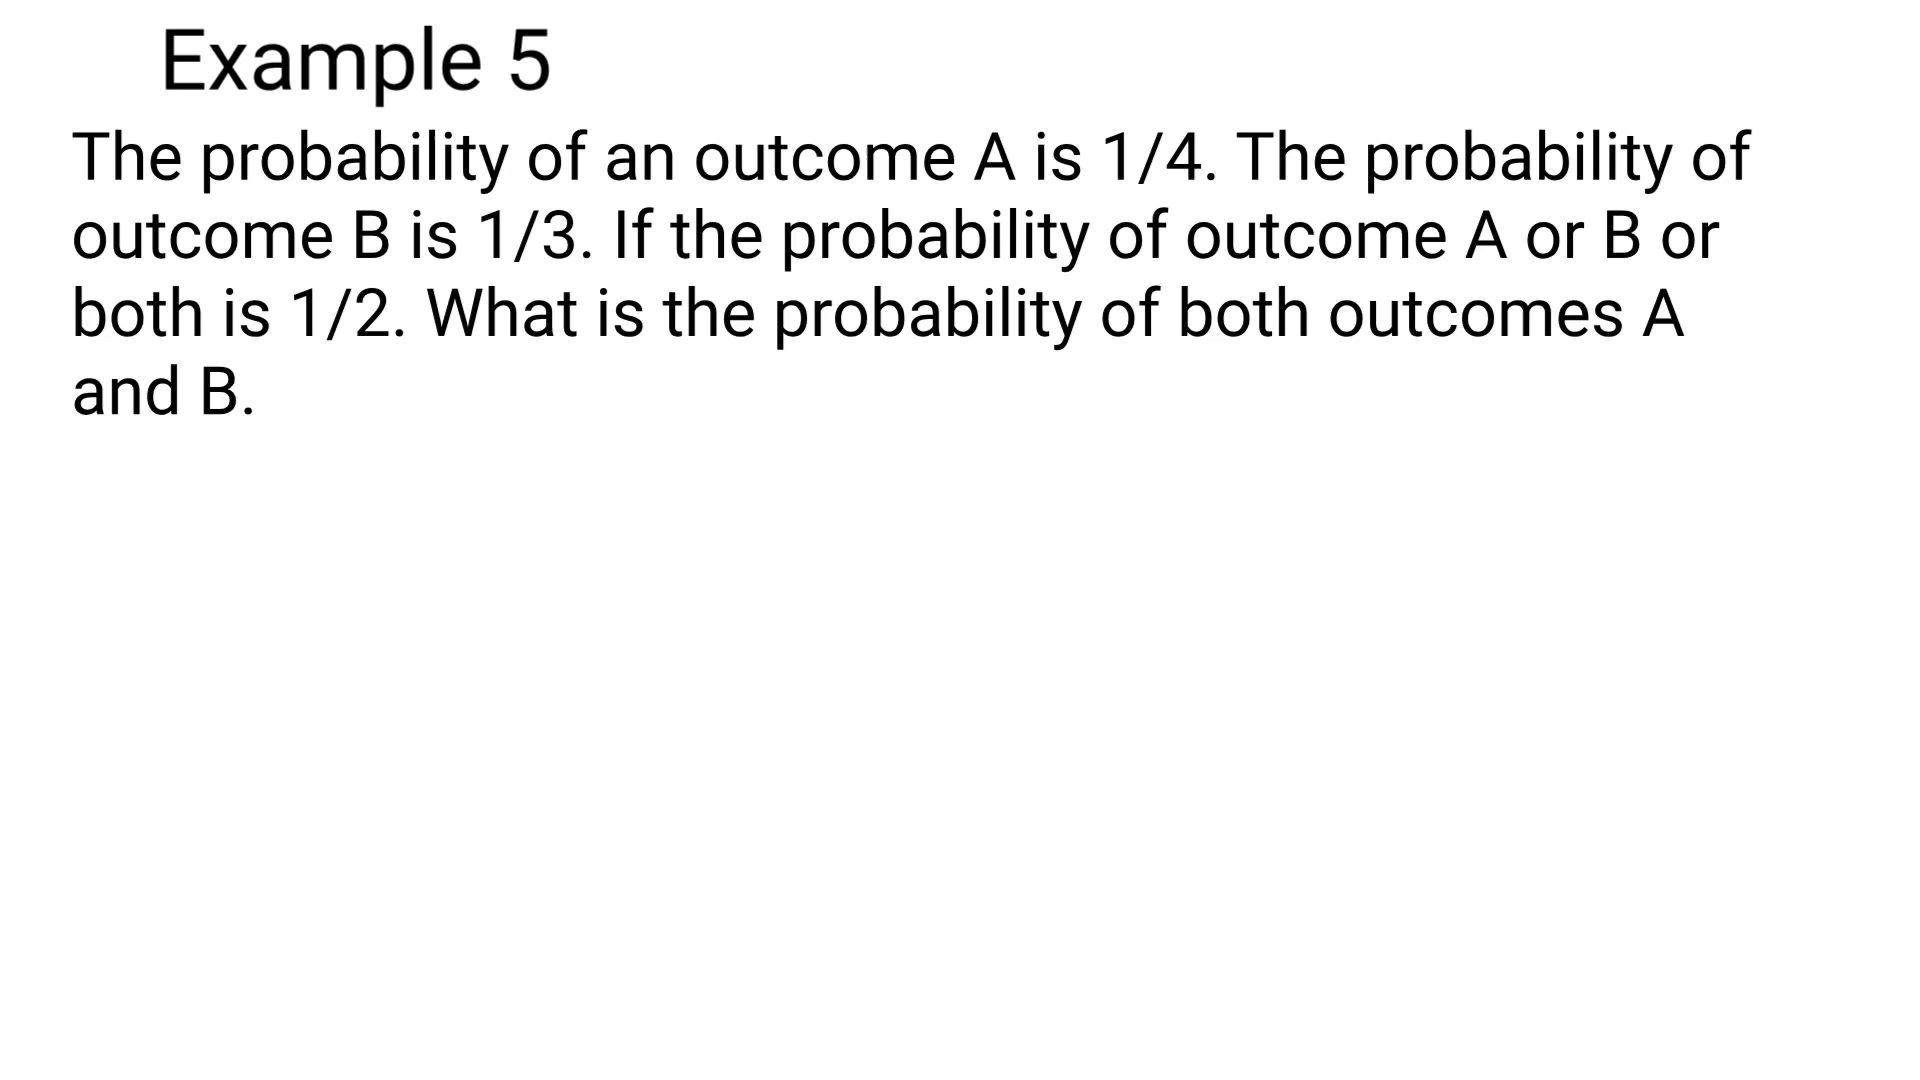 Example 5
The probability of an outcome A is 1/4. The probability of
outcome B is 1/3. If the probability of outcome A or B or
both is 1/2. What is the probability of both outcomes A
and B.